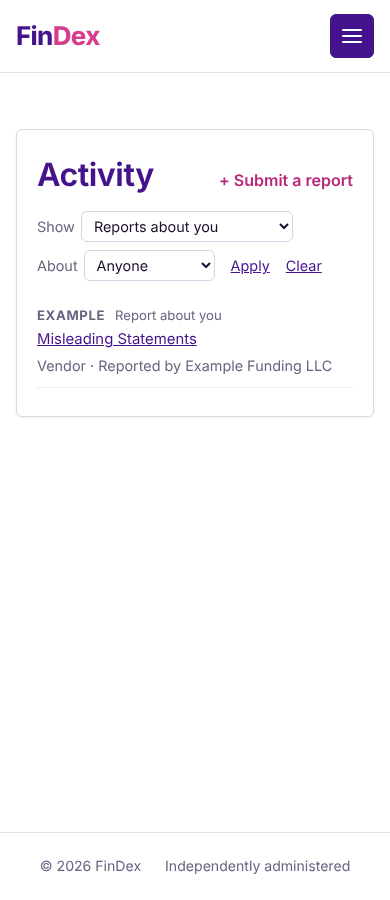 FinDex
Activity
+ Submit a report
Show Reports about you
About Anyone Apply Clear
EXAMPLE Report about you
Misleading Statements
Vendor · Reported by Example Funding LLC
© 2026 FinDex Independently administered